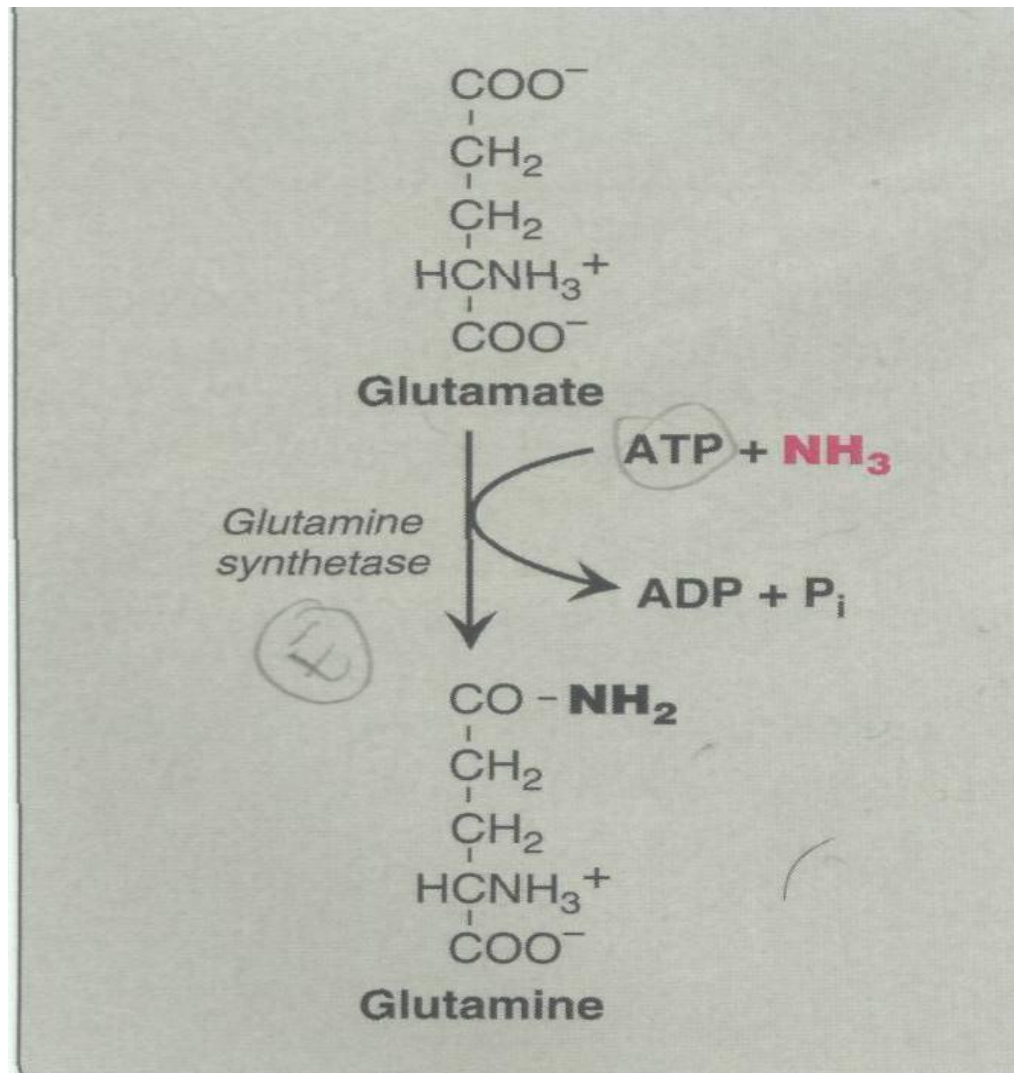 COO⁻
CH₂
CH₂
HCNH₃⁺
COO⁻
Glutamate
ATP + NH₃
Glutamine
synthetase
ADP + Pᵢ
CO - NH₂
CH₂
CH₂
HCNH₃⁺
COO⁻
Glutamine